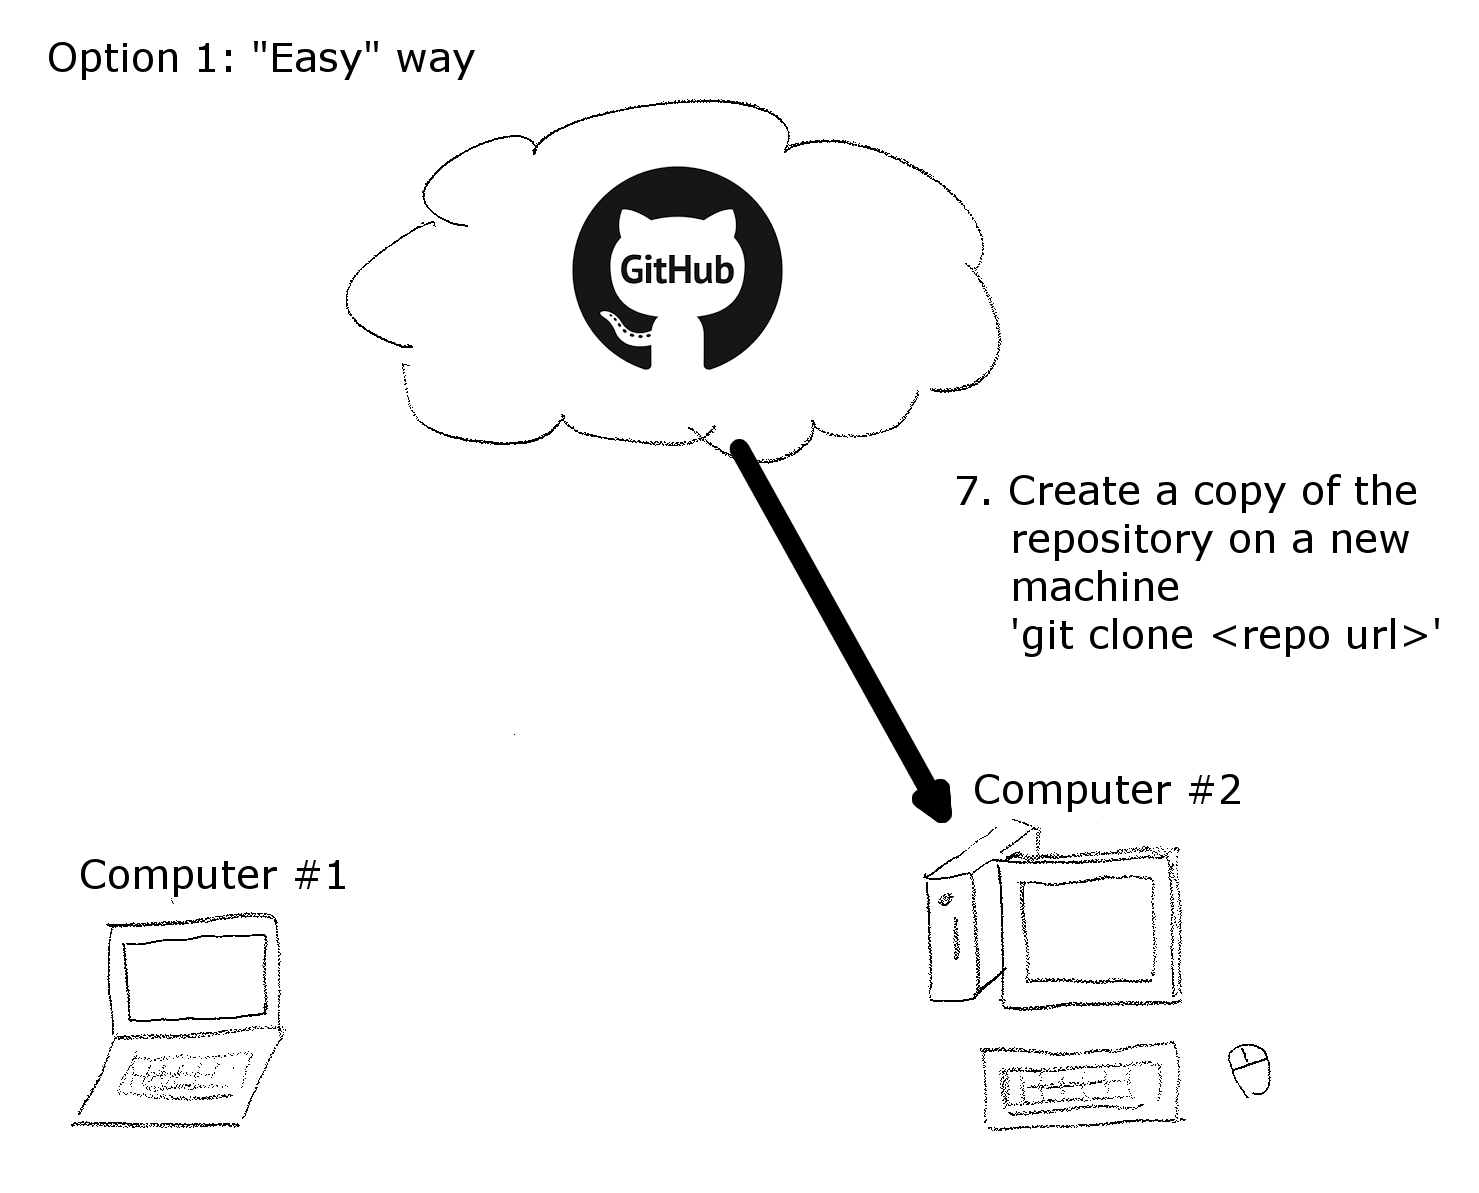 Option 1: "Easy" way
GitHub
7. Create a copy of the
repository on a new
machine
'git clone <repo url>'
Computer #2
Computer #1